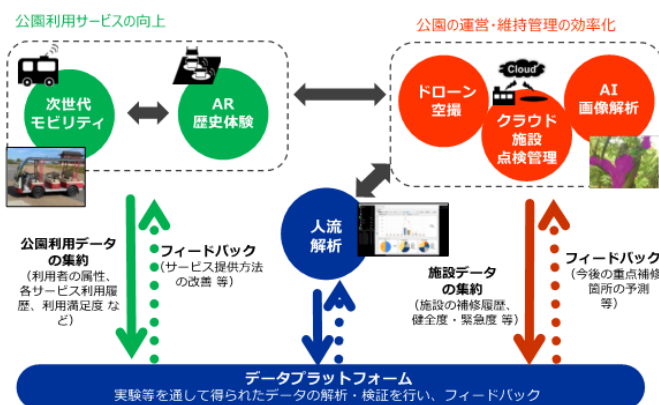 公園利用サービスの向上
公園の運営・維持管理の効率化
次世代
モビリティ
AR
歴史体験
ドローン
空撮
Cloud
クラウド
施設
点検管理
AI
画像解析
人流
解析
公園利用データ
の集約
(利用者の属性、
各サービス利用履
歴、利用満足度 な
ど)
フィードバック
(サービス提供方法
の改善 等)
施設データ
の集約
(施設の補修履歴、
健全度・緊急度 等)
フィードバック
(今後の重点補修
箇所の予測
等)
データプラットフォーム
実験等を通して得られたデータの解析・検証を行い、フィードバック